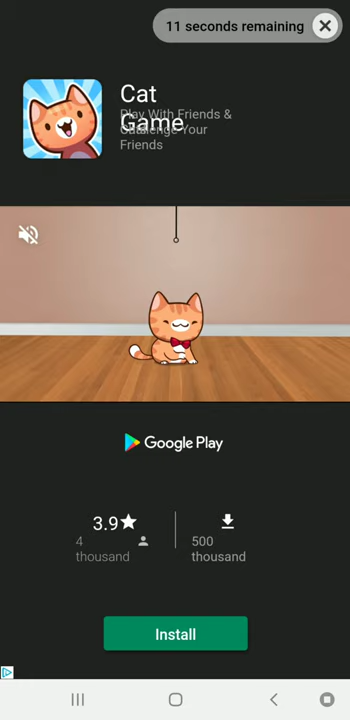 11 seconds remaining
Cat
Game
Play With Friends &
Challenge Your
Friends
Google Play
3.9
4
thousand
500
thousand
Install